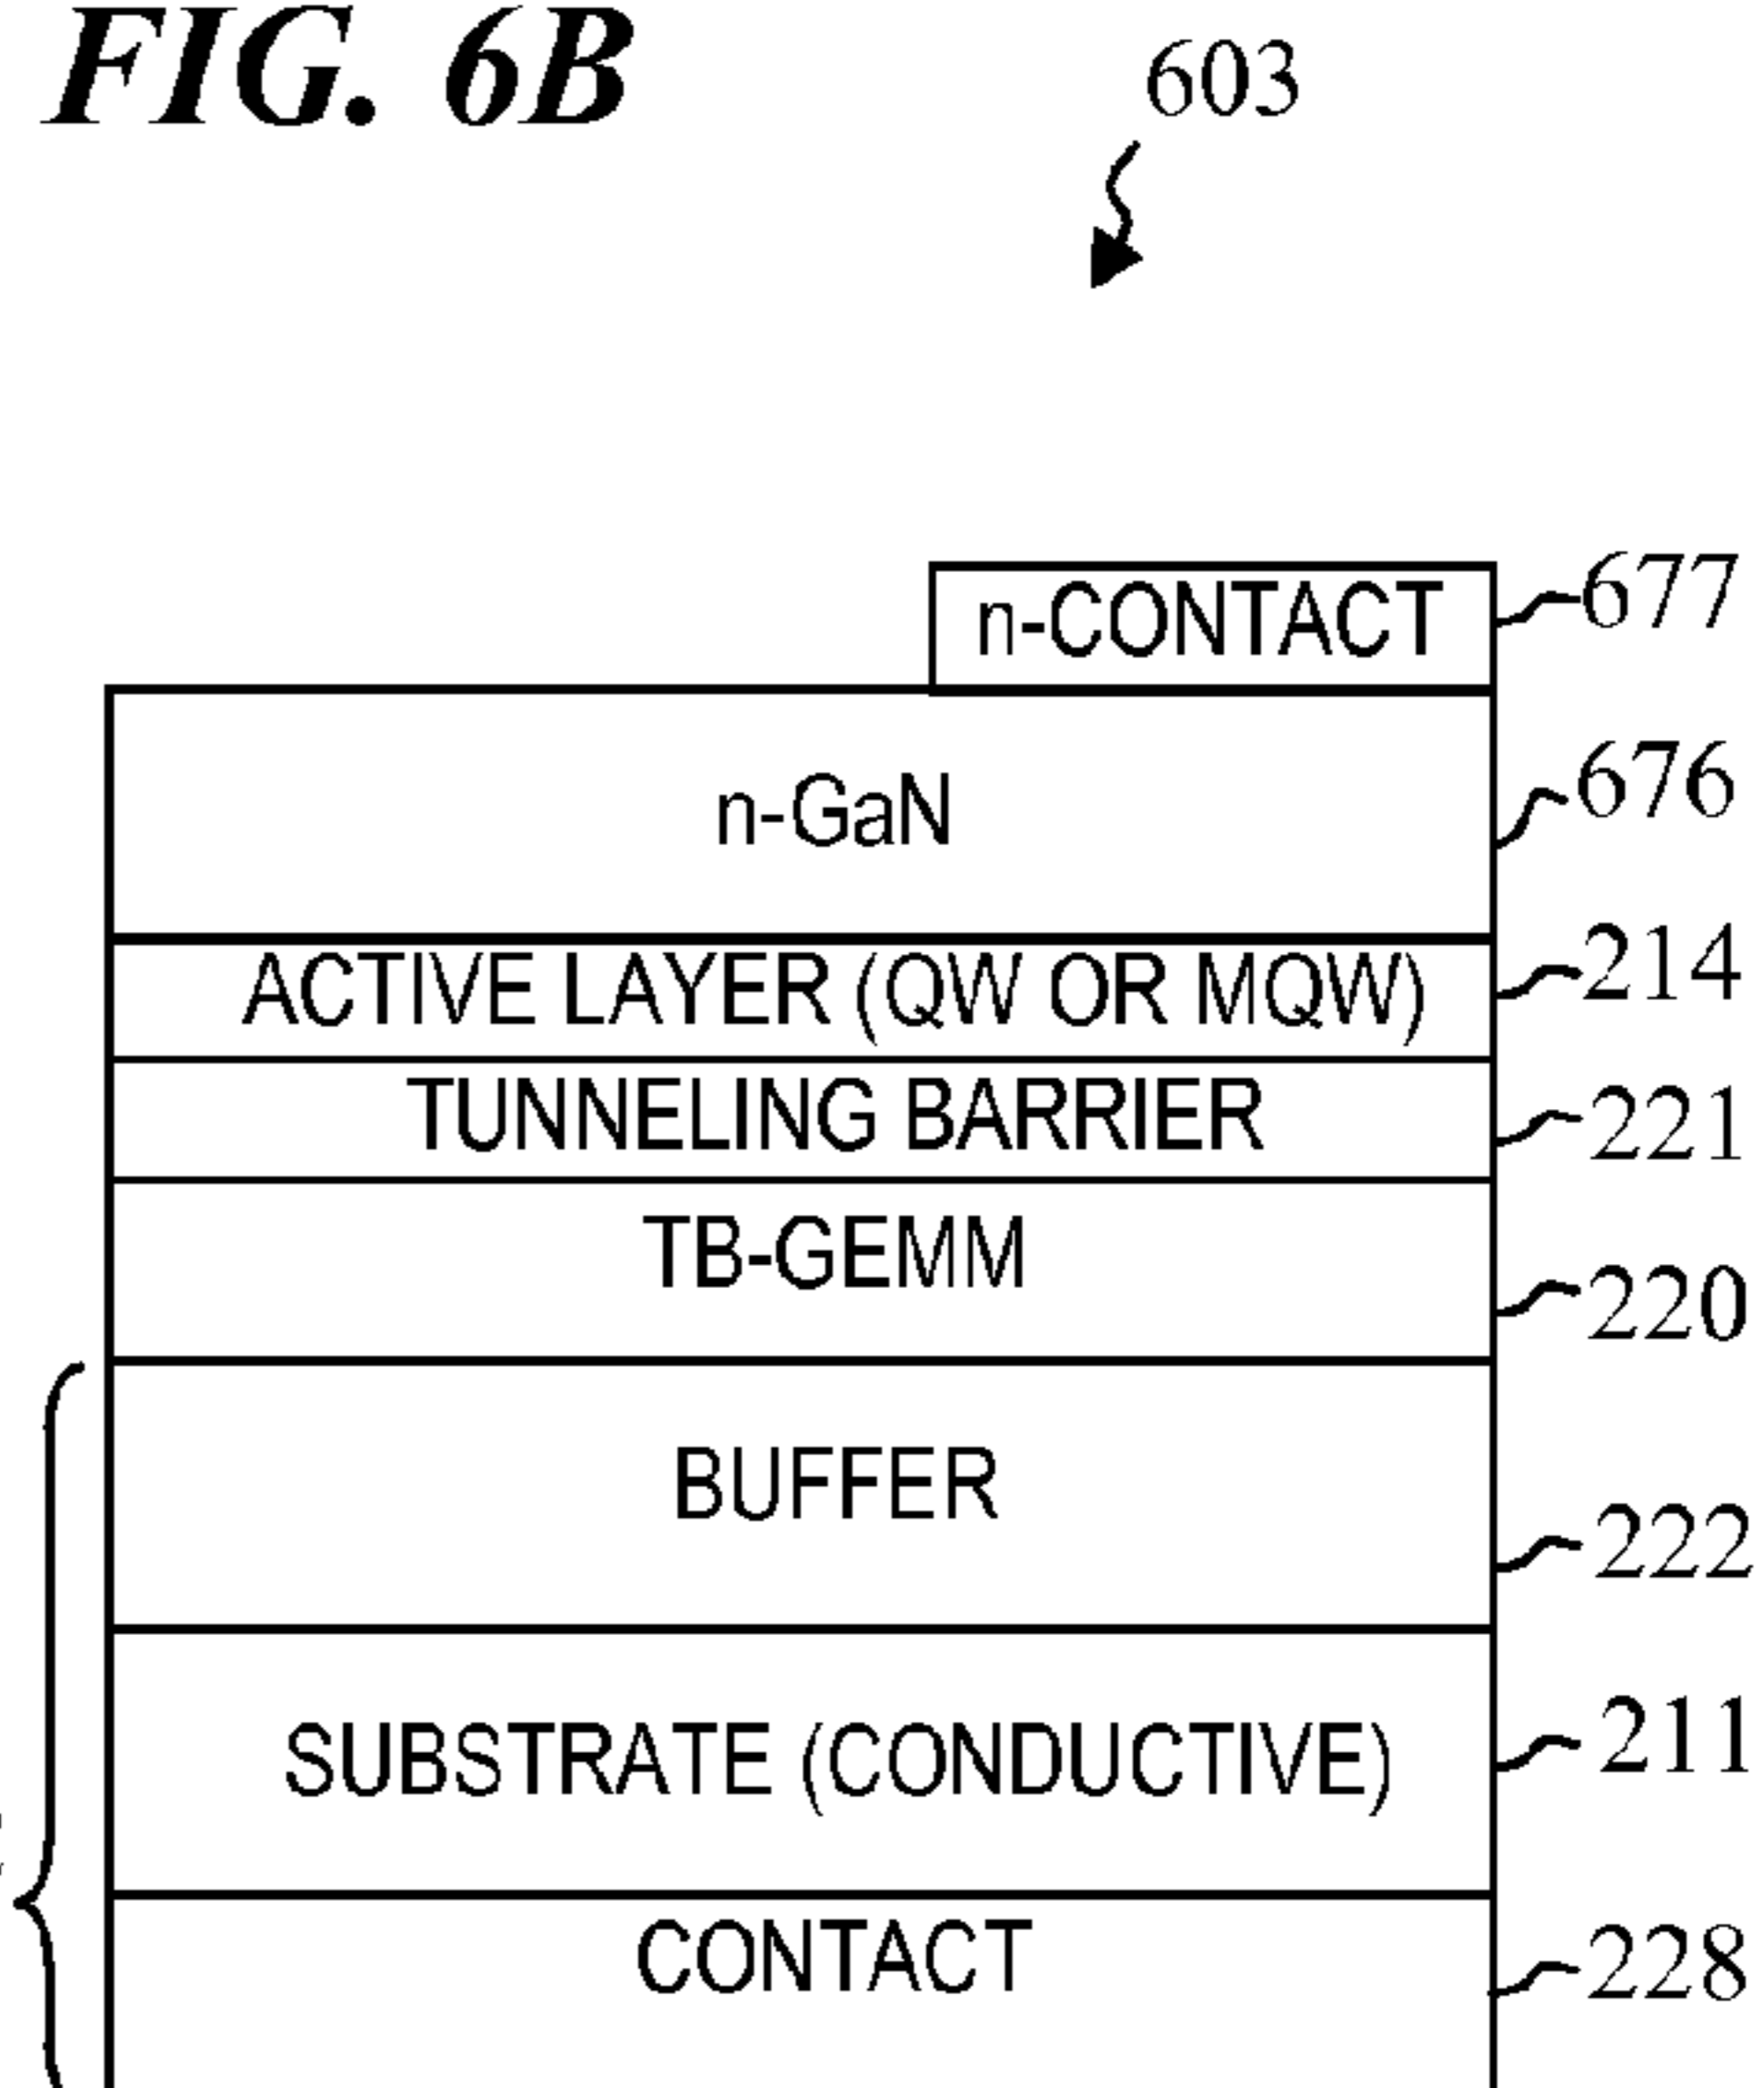 FIG. 6B
603
n-CONTACT 677
n-GaN 676
ACTIVE LAYER (QW OR MQW) 214
TUNNELING BARRIER 221
TB-GEMM 220
BUFFER 222
SUBSTRATE (CONDUCTIVE) 211
CONTACT 228